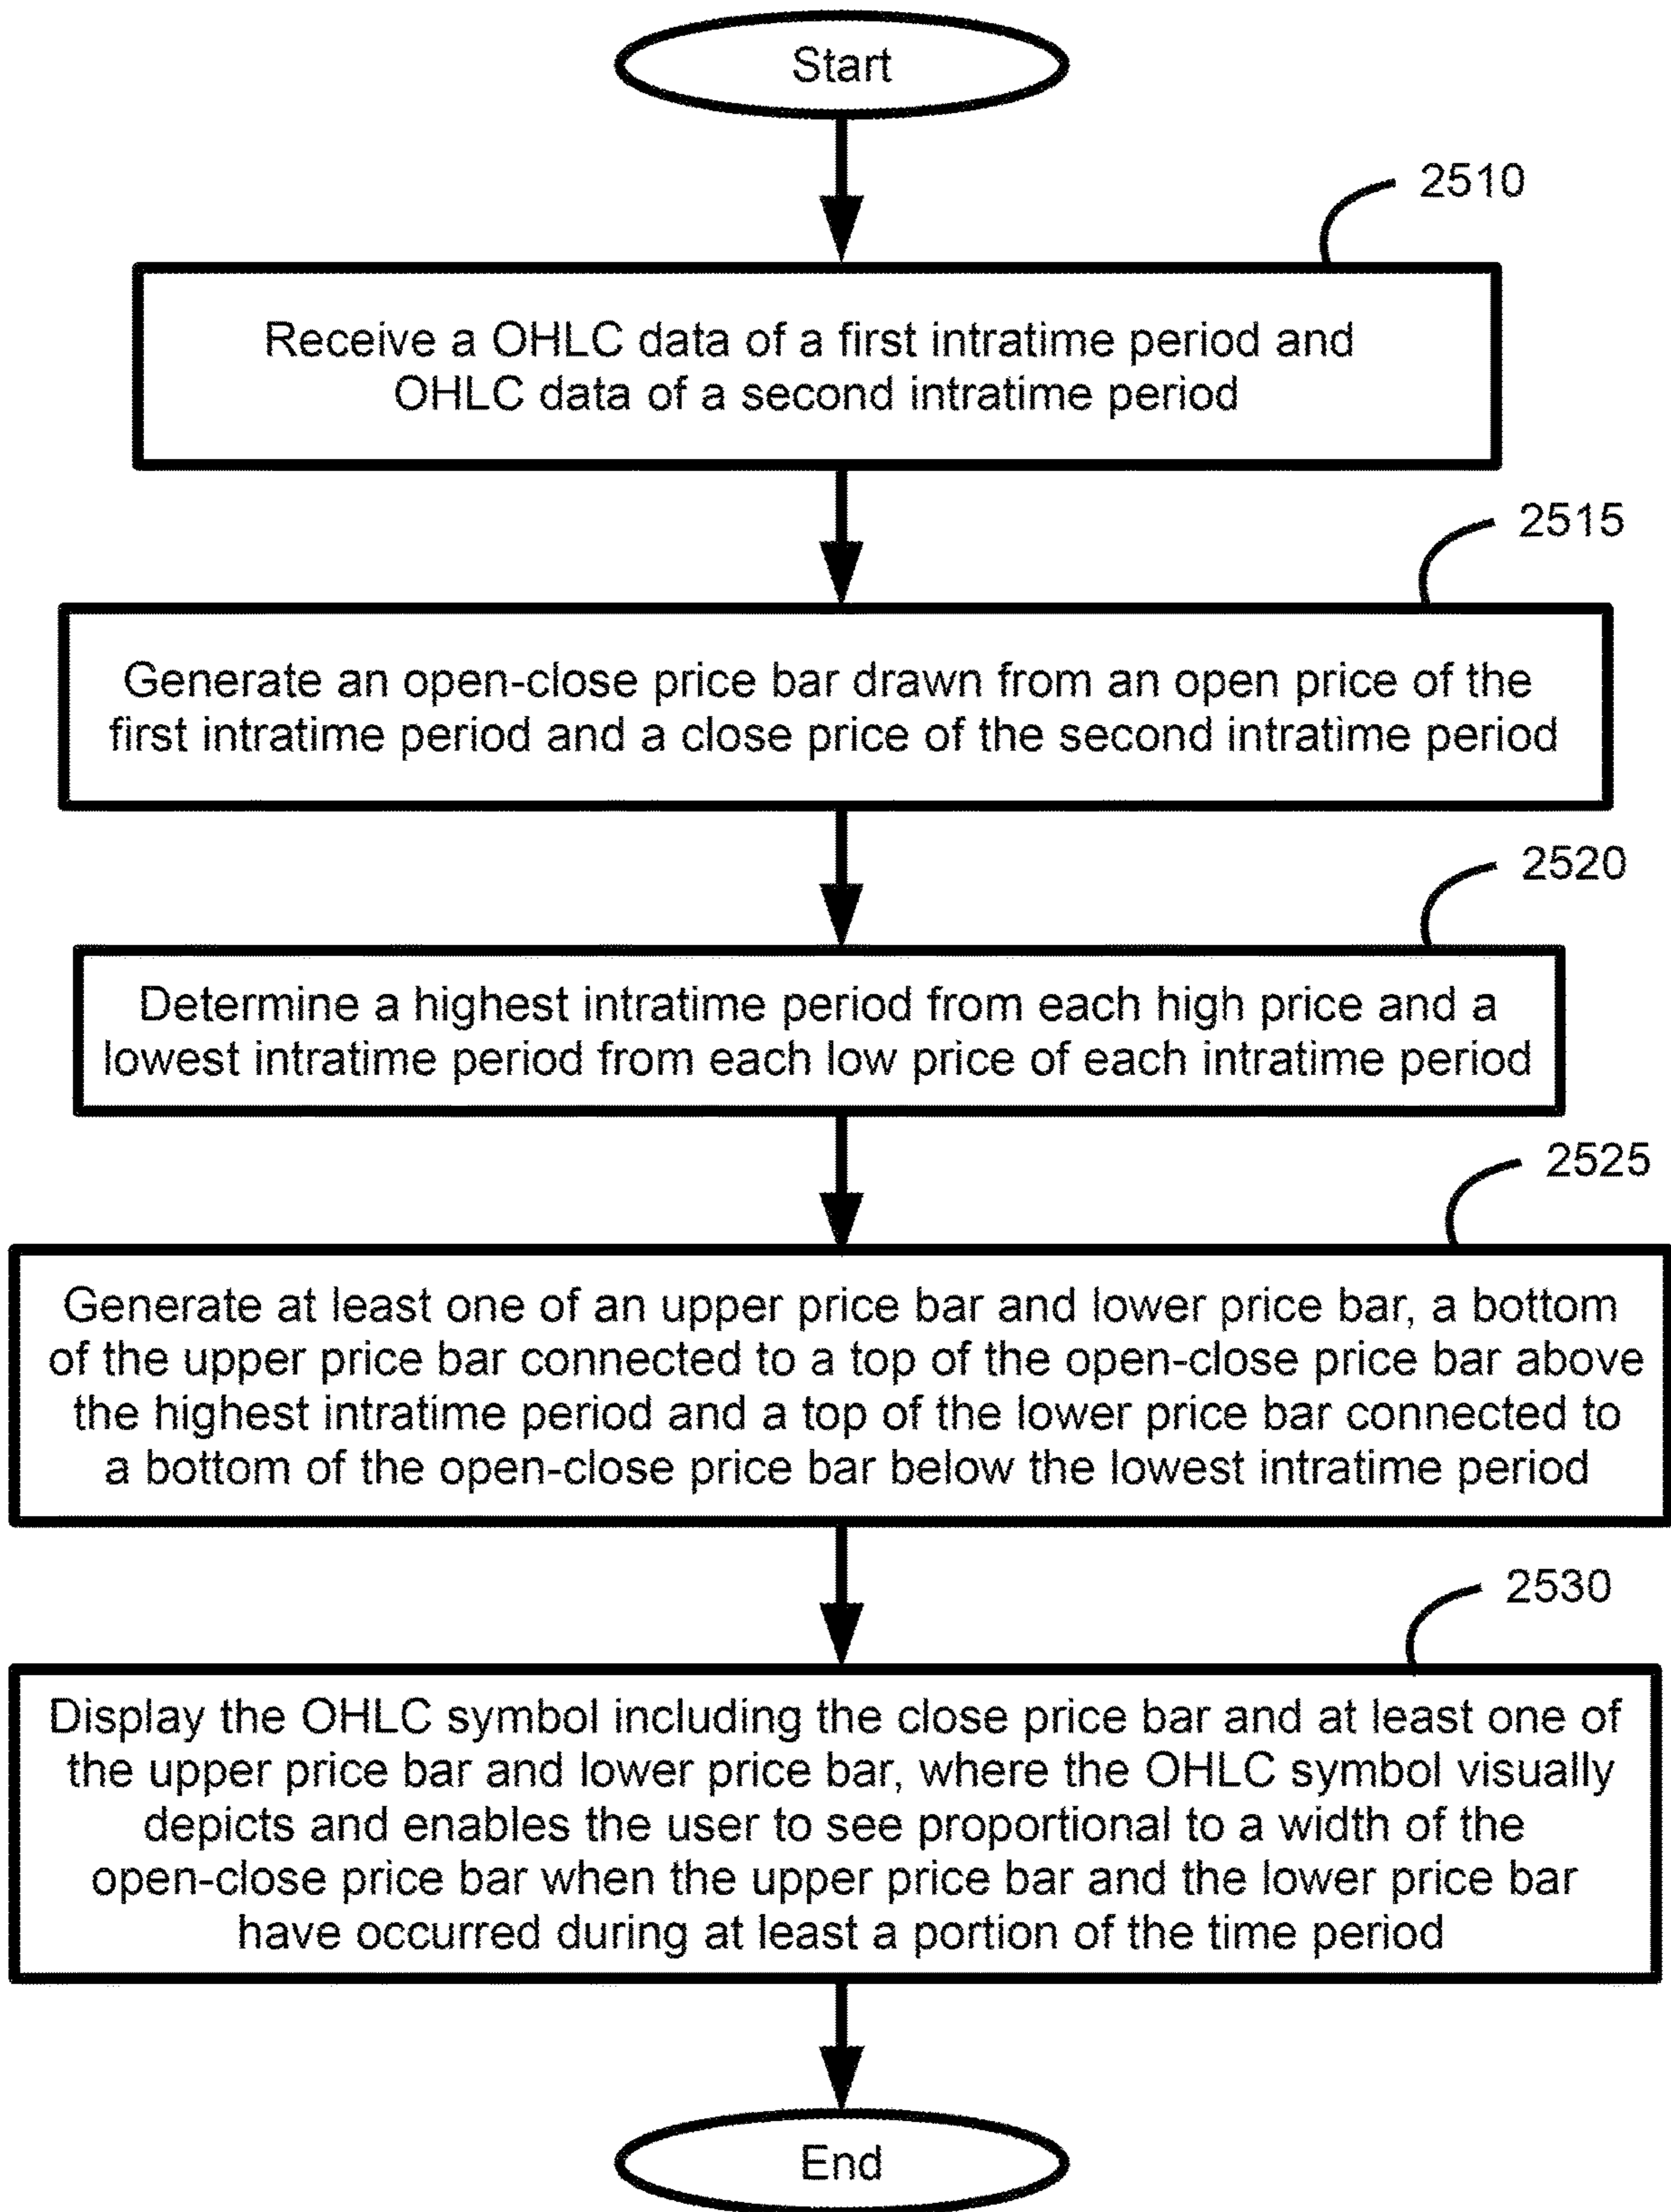 Start
2510
Receive a OHLC data of a first intratime period and
OHLC data of a second intratime period
2515
Generate an open-close price bar drawn from an open price of the
first intratime period and a close price of the second intratime period
2520
Determine a highest intratime period from each high price and a
lowest intratime period from each low price of each intratime period
2525
Generate at least one of an upper price bar and lower price bar, a bottom
of the upper price bar connected to a top of the open-close price bar above
the highest intratime period and a top of the lower price bar connected to
a bottom of the open-close price bar below the lowest intratime period
2530
Display the OHLC symbol including the close price bar and at least one of
the upper price bar and lower price bar, where the OHLC symbol visually
depicts and enables the user to see proportional to a width of the
open-close price bar when the upper price bar and the lower price bar
have occurred during at least a portion of the time period
End